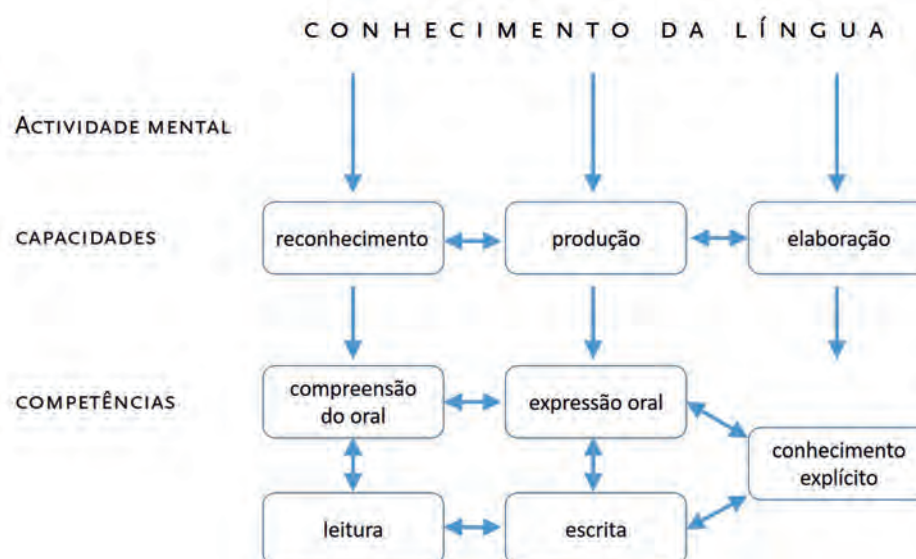 CONHECIMENTO DA LÍNGUA
ACTIVIDADE MENTAL
CAPACIDADES
reconhecimento
produção
elaboração
COMPETÊNCIAS
compreensão
do oral
expressão oral
conhecimento
explícito
leitura
escrita